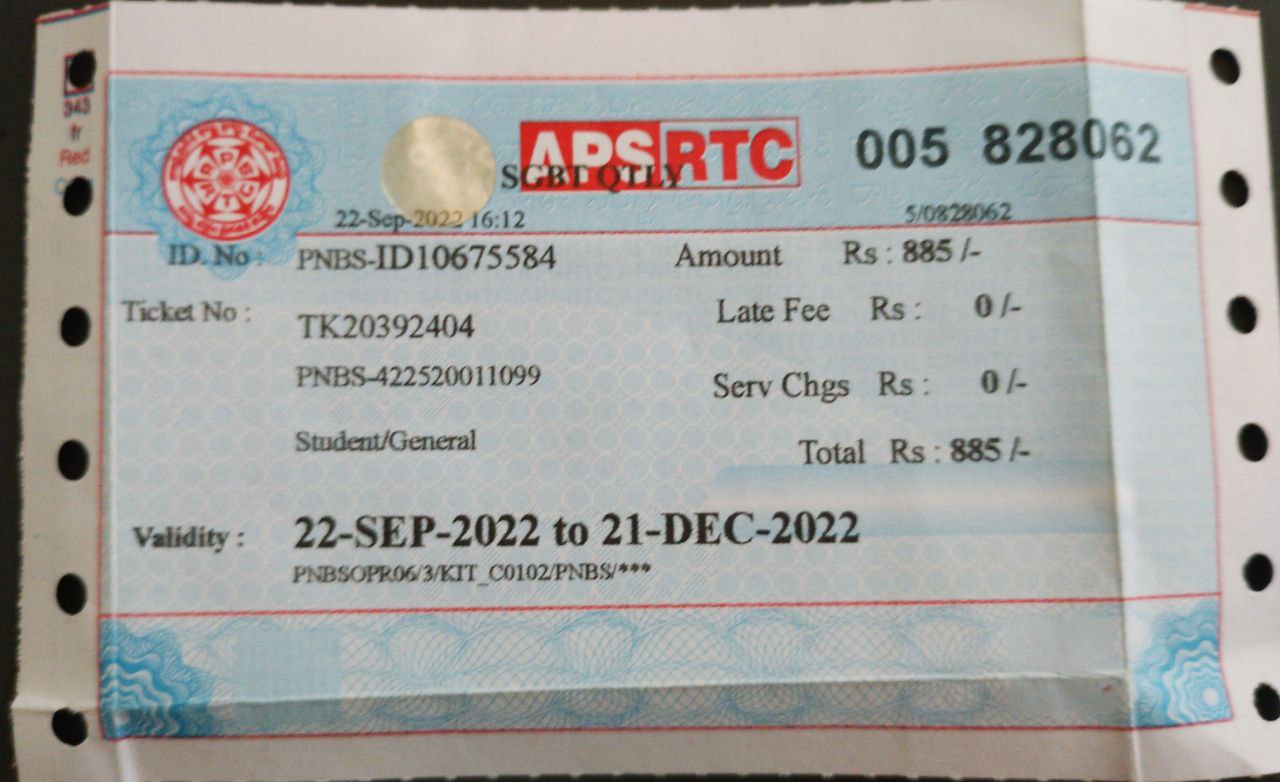 343
fr
Red
APSRTC 005 828062
SGBT QTLY
22-Sep-2022 16:12 5/0828062
ID. No : PNBS-ID10675584 Amount Rs : 885 /-
Ticket No : TK20392404 Late Fee Rs : 0 /-
PNBS-422520011099 Serv Chgs Rs : 0 /-
Student/General Total Rs : 885 /-
Validity : 22-SEP-2022 to 21-DEC-2022
PNBSOPR06/3/KIT_C0102/PNBS/***